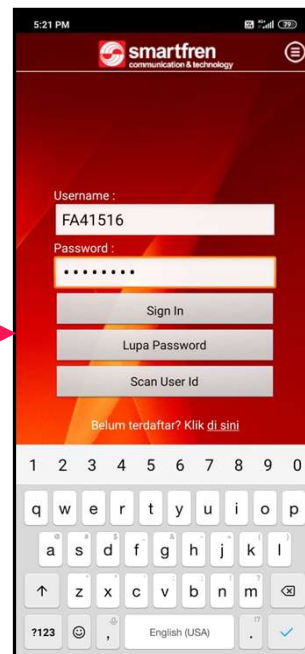 5:21 PM
79
smartfren
communication & technology
Username :
FA41516
Password :
Sign In
Lupa Password
Scan User Id
Belum terdaftar? Klik di sini
1 2 3 4 5 6 7 8 9 0
q w e r t y u i o p
a s d f g h j k l
z x c v b n m
?123 , English (USA) .